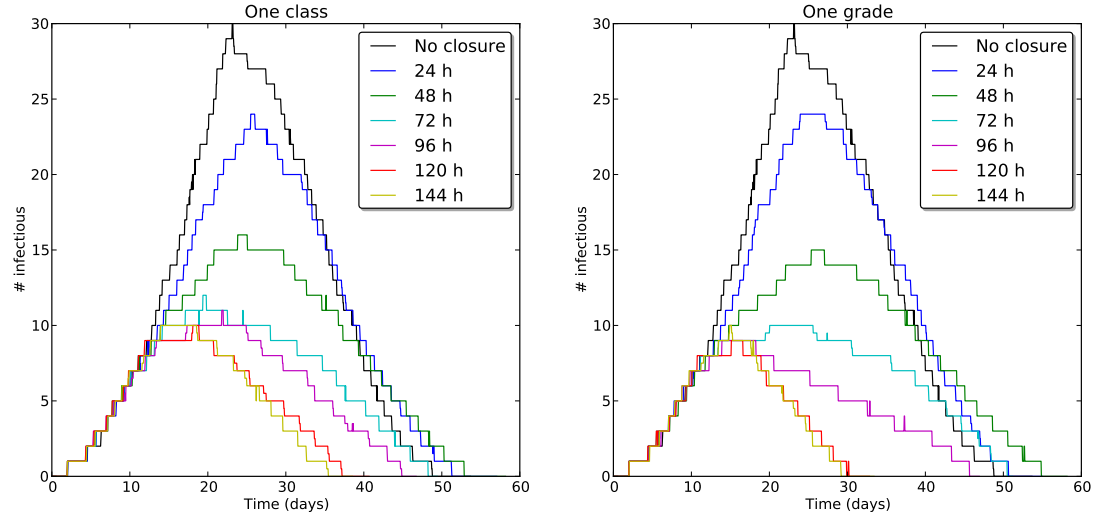 One class
30
25
20
15
10
5
0
# infectious
0 10 20 30 40 50 60
Time (days)
No closure
24 h
48 h
72 h
96 h
120 h
144 h
One grade
30
25
20
15
10
5
0
# infectious
0 10 20 30 40 50 60
Time (days)
No closure
24 h
48 h
72 h
96 h
120 h
144 h